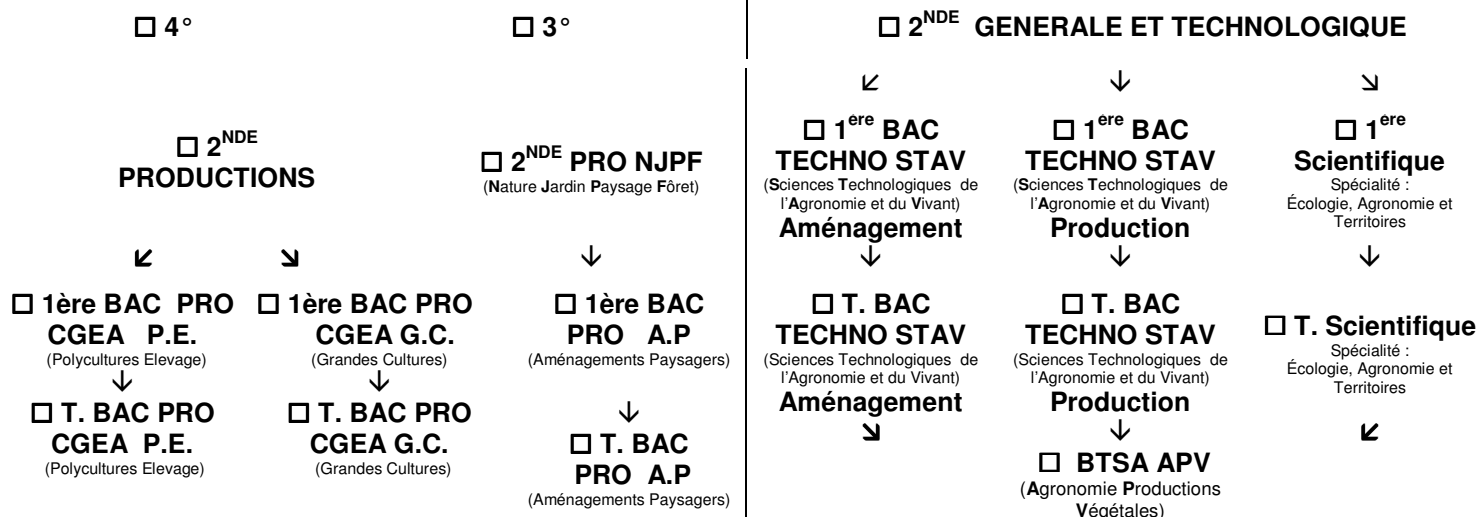 ☐ 4°
☐ 3°
☐ 2NDE PRODUCTIONS
☐ 2NDE PRO NJPF
(Nature Jardin Paysage Fôret)
↙ ↘ ↓
☐ 1ère BAC PRO
CGEA P.E.
(Polycultures Elevage)
↓
☐ T. BAC PRO
CGEA P.E.
(Polycultures Elevage)
☐ 1ère BAC PRO
CGEA G.C.
(Grandes Cultures)
↓
☐ T. BAC PRO
CGEA G.C.
(Grandes Cultures)
☐ 1ère BAC
PRO A.P
(Aménagements Paysagers)
↓
☐ T. BAC
PRO A.P
(Aménagements Paysagers)
☐ 2NDE GENERALE ET TECHNOLOGIQUE
↙ ↓ ↘
☐ 1ere BAC
TECHNO STAV
(Sciences Technologiques de
l'Agronomie et du Vivant)
Aménagement
↓
☐ T. BAC
TECHNO STAV
(Sciences Technologiques de
l'Agronomie et du Vivant)
Aménagement
↘
☐ 1ere BAC
TECHNO STAV
(Sciences Technologiques de
l'Agronomie et du Vivant)
Production
↓
☐ T. BAC
TECHNO STAV
(Sciences Technologiques de
l'Agronomie et du Vivant)
Production
↓
☐ 1ere
Scientifique
Spécialité :
Écologie, Agronomie et
Territoires
↓
☐ T. Scientifique
Spécialité :
Écologie, Agronomie et
Territoires
↙
☐ BTSA APV
(Agronomie Productions
Végétales)